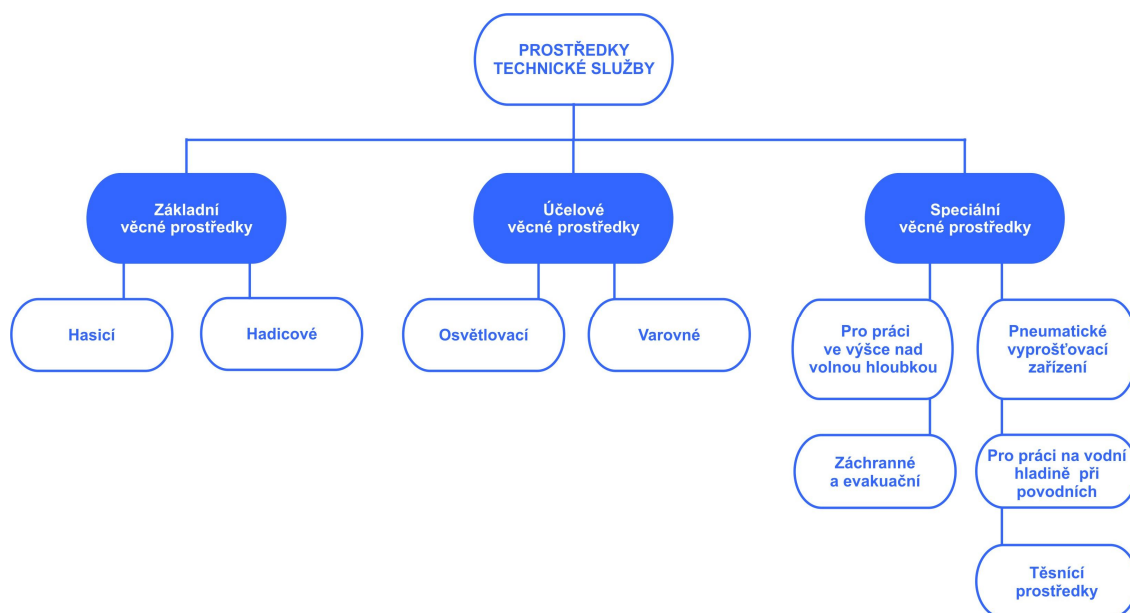 PROSTŘEDKY
TECHNICKÉ SLUŽBY
Základní
věcné prostředky
Účelové
věcné prostředky
Speciální
věcné prostředky
Hasicí
Hadicové
Osvětlovací
Varovné
Pro práci
ve výšce nad
volnou hloubkou
Pneumatické
vyprošťovací
zařízení
Záchranné
a evakuační
Pro práci na vodní
hladině při
povodních
Těsnící
prostředky